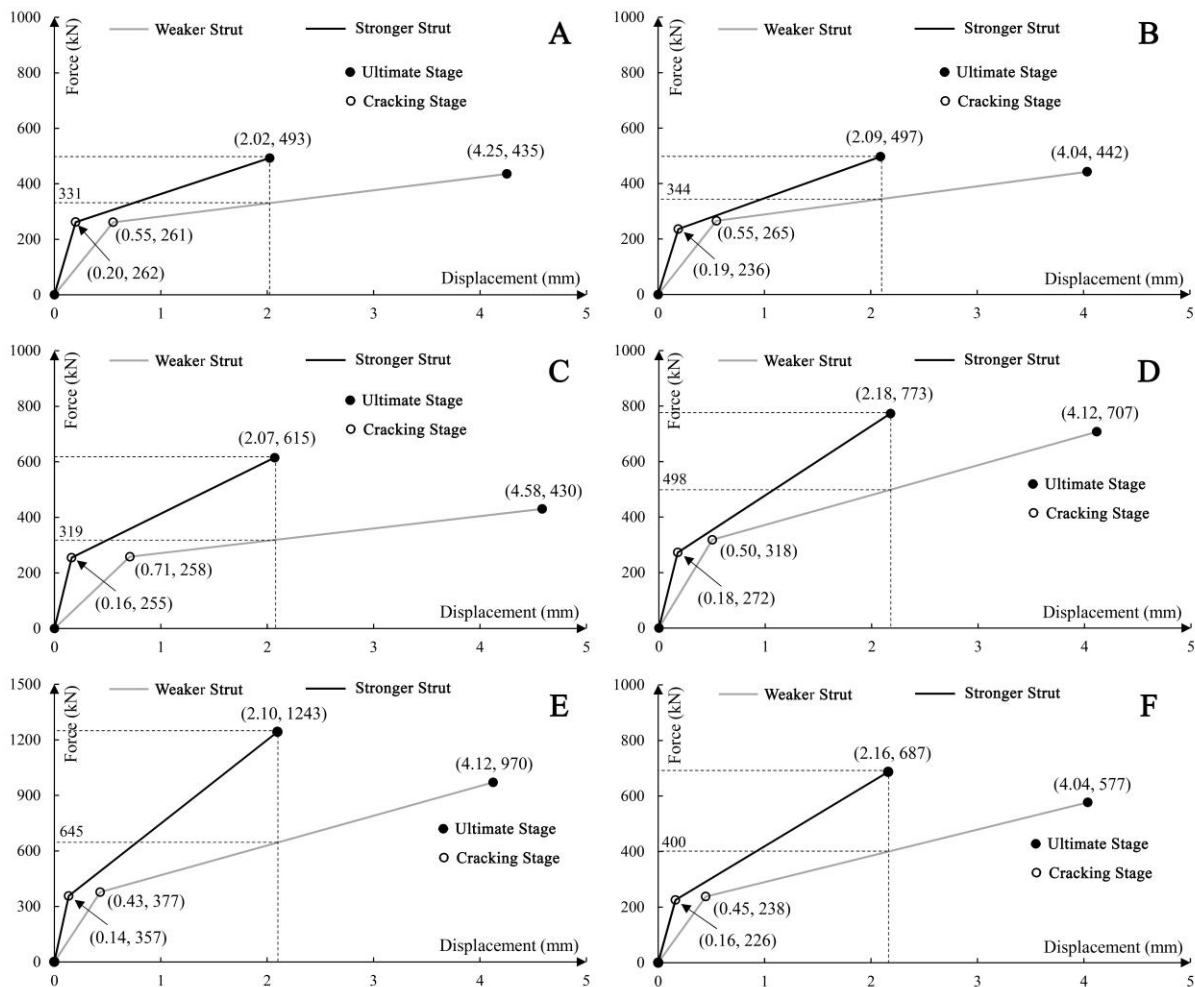 1000
800
600
400
200
0
Force (kN)
Weaker Strut
Stronger Strut
A
Ultimate Stage
Cracking Stage
(2.02, 493)
(4.25, 435)
331
(0.55, 261)
(0.20, 262)
Displacement (mm)
0 1 2 3 4 5
1000
800
600
400
200
0
Force (kN)
Weaker Strut
Stronger Strut
B
Ultimate Stage
Cracking Stage
(2.09, 497)
(4.04, 442)
344
(0.55, 265)
(0.19, 236)
Displacement (mm)
0 1 2 3 4 5
1000
800
600
400
200
0
Force (kN)
Weaker Strut
Stronger Strut
C
Ultimate Stage
Cracking Stage
(2.07, 615)
(4.58, 430)
319
(0.71, 258)
(0.16, 255)
Displacement (mm)
0 1 2 3 4 5
1000
800
600
400
200
0
Force (kN)
Weaker Strut
Stronger Strut
D
(2.18, 773)
(4.12, 707)
498
Ultimate Stage
Cracking Stage
(0.50, 318)
(0.18, 272)
Displacement (mm)
0 1 2 3 4 5
1500
1200
900
600
300
0
Force (kN)
Weaker Strut
Stronger Strut
E
(2.10, 1243)
(4.12, 970)
645
Ultimate Stage
Cracking Stage
(0.43, 377)
(0.14, 357)
Displacement (mm)
0 1 2 3 4 5
1000
800
600
400
200
0
Force (kN)
Weaker Strut
Stronger Strut
F
(2.16, 687)
(4.04, 577)
400
Ultimate Stage
Cracking Stage
(0.45, 238)
(0.16, 226)
Displacement (mm)
0 1 2 3 4 5